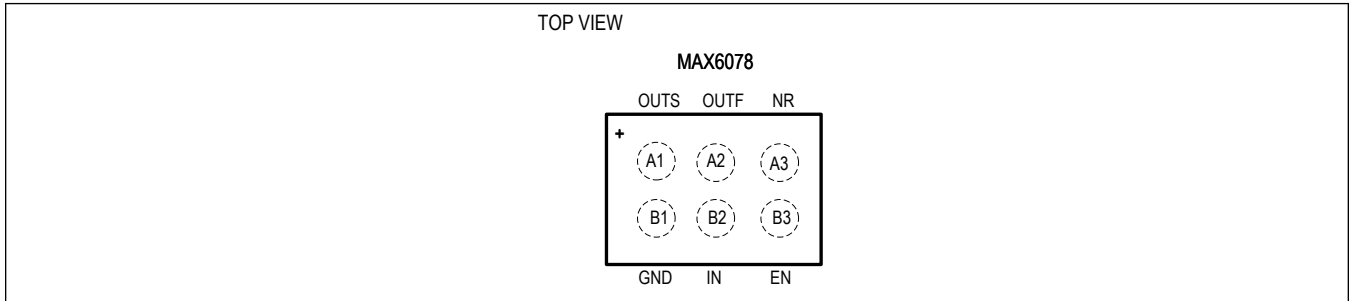 TOP VIEW
MAX6078
OUTS OUTF NR
+
A1 A2 A3
B1 B2 B3
GND IN EN